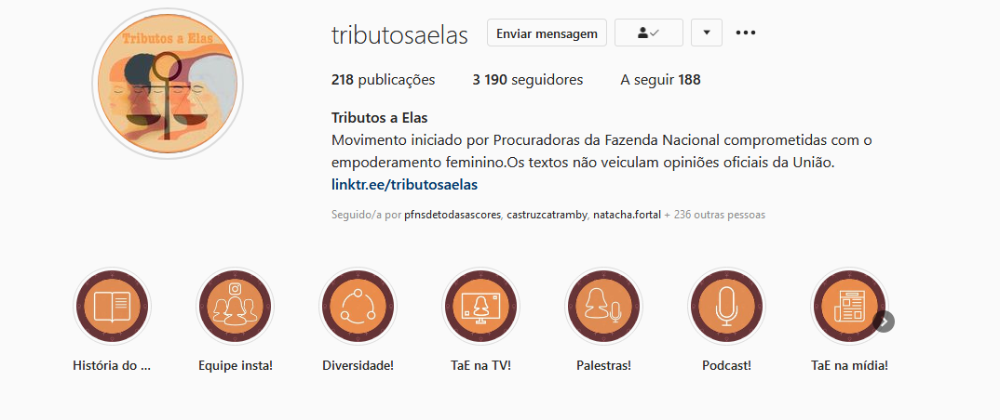 Tributos a Elas
tributosaelas
Enviar mensagem
218 publicações
3 190 seguidores
A seguir 188
Tributos a Elas
Movimento iniciado por Procuradoras da Fazenda Nacional comprometidas com o
empoderamento feminino.Os textos não veiculam opiniões oficiais da União.
linktr.ee/tributosaelas
Seguido/a por pfnsdetodasascores, castruzcatramby, natacha.fortal + 236 outras pessoas
História do ...
Equipe insta!
Diversidade!
TaE na TV!
Palestras!
Podcast!
TaE na mídia!